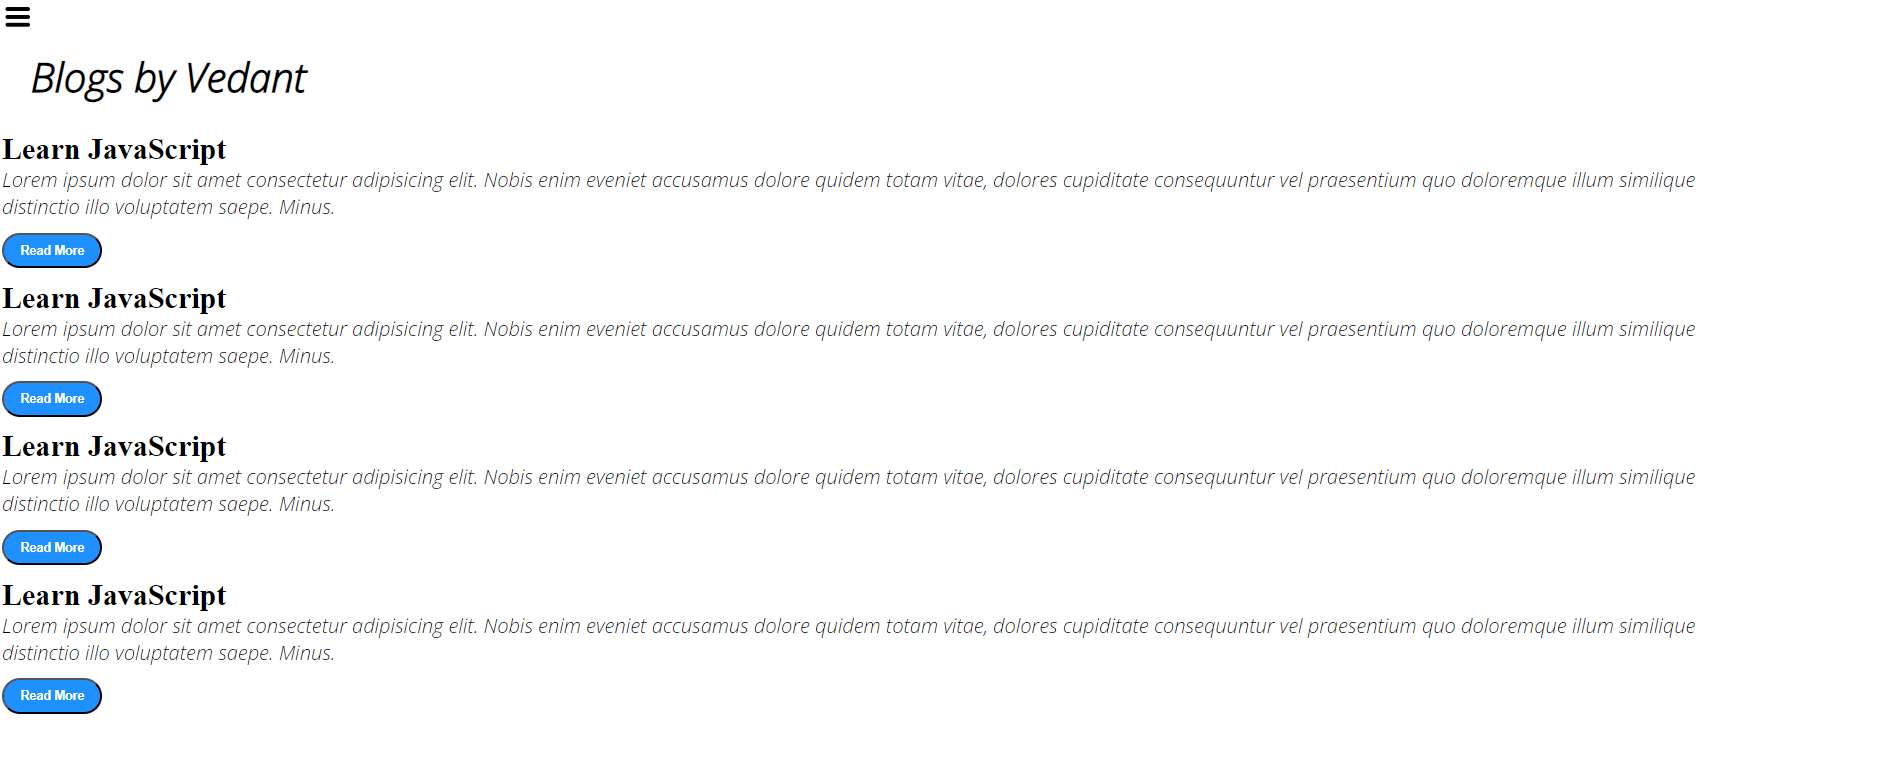 Blogs by Vedant
Learn JavaScript
Lorem ipsum dolor sit amet consectetur adipisicing elit. Nobis enim eveniet accusamus dolore quidem totam vitae, dolores cupiditate consequuntur vel praesentium quo doloremque illum similique
distinctio illo voluptatem saepe. Minus.
Read More
Learn JavaScript
Lorem ipsum dolor sit amet consectetur adipisicing elit. Nobis enim eveniet accusamus dolore quidem totam vitae, dolores cupiditate consequuntur vel praesentium quo doloremque illum similique
distinctio illo voluptatem saepe. Minus.
Read More
Learn JavaScript
Lorem ipsum dolor sit amet consectetur adipisicing elit. Nobis enim eveniet accusamus dolore quidem totam vitae, dolores cupiditate consequuntur vel praesentium quo doloremque illum similique
distinctio illo voluptatem saepe. Minus.
Read More
Learn JavaScript
Lorem ipsum dolor sit amet consectetur adipisicing elit. Nobis enim eveniet accusamus dolore quidem totam vitae, dolores cupiditate consequuntur vel praesentium quo doloremque illum similique
distinctio illo voluptatem saepe. Minus.
Read More